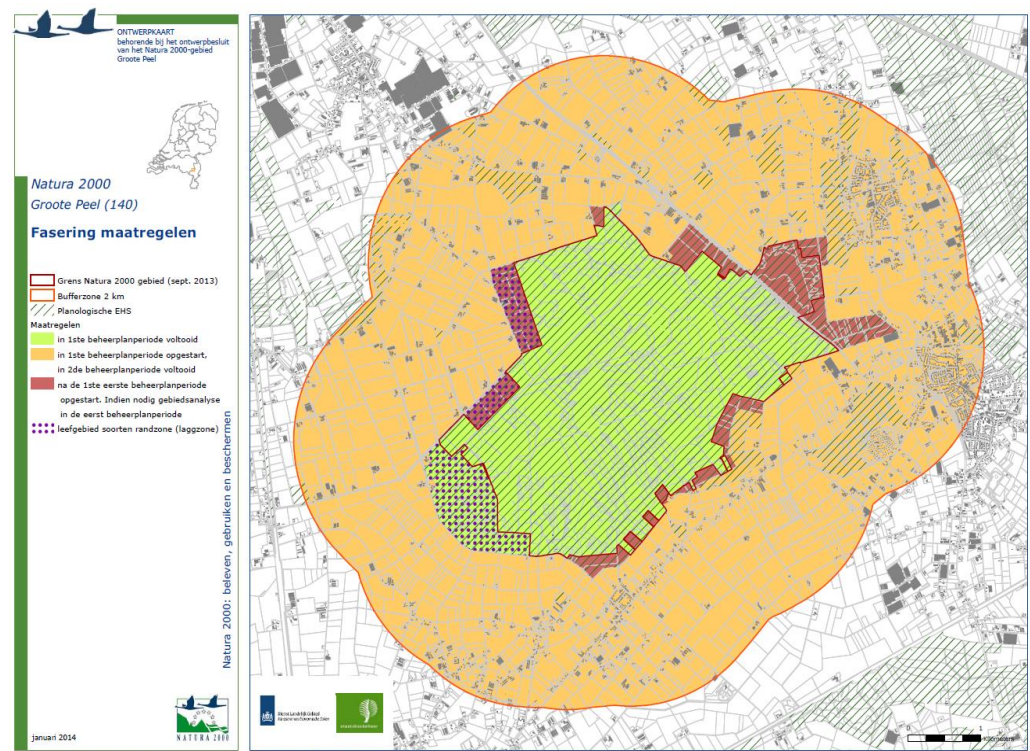 ONTWERPKAART
behorende bij het ontwerpbesluit
van het Natura 2000-gebied
Groote Peel
Natura 2000
Groote Peel (140)
Fasering maatregelen
Grens Natura 2000 gebied (sept. 2013)
Bufferzone 2 km
Planologische EHS
Maatregelen
in 1ste beheerplanperiode voltooid
in 1ste beheerplanperiode opgestart,
in 2de beheerplanperiode voltooid
na de 1ste eerste beheerplanperiode
opgestart. Indien nodig gebiedsanalyse
in de eerst beheerplanperiode
leefgebied soorten randzone (laggzone)
Natura 2000: beleven, gebruiken en beschermen
januari 2014
NATURA 2000
0 1
Kilometers